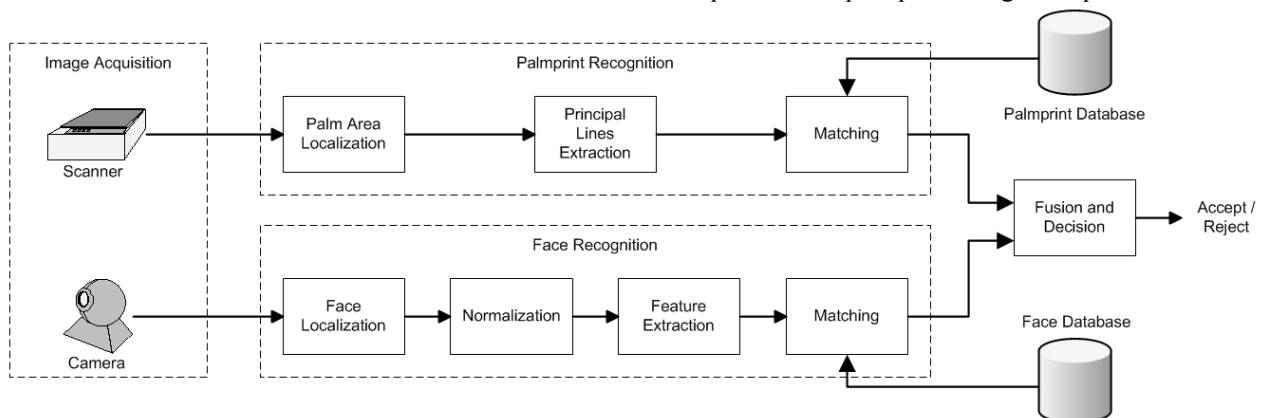 Image Acquisition
Scanner
Camera
Palmprint Recognition
Palm Area
Localization
Principal
Lines
Extraction
Matching
Palmprint Database
Face Recognition
Face
Localization
Normalization
Feature
Extraction
Matching
Face Database
Fusion and
Decision
Accept /
Reject